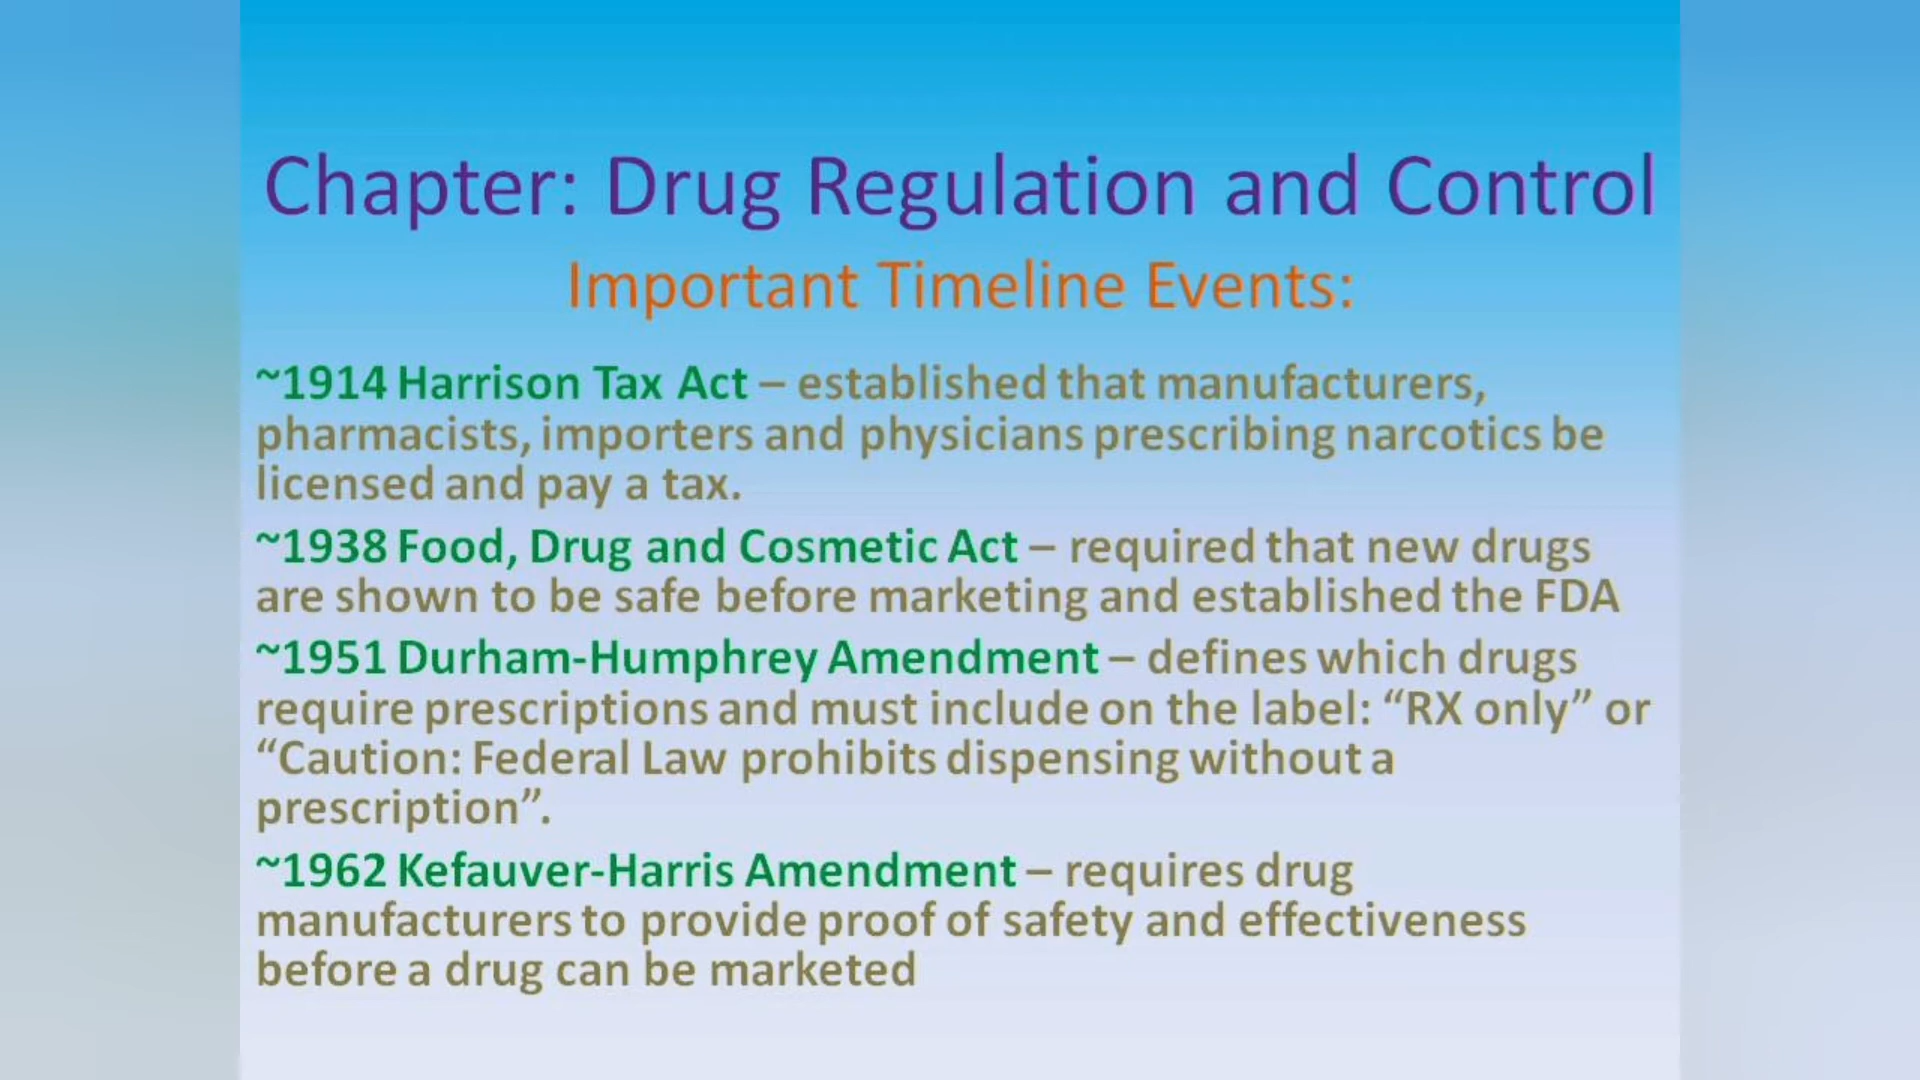 Chapter: Drug Regulation and Control
Important Timeline Events:
~1914 Harrison Tax Act – established that manufacturers,
pharmacists, importers and physicians prescribing narcotics be
licensed and pay a tax.
~1938 Food, Drug and Cosmetic Act – required that new drugs
are shown to be safe before marketing and established the FDA
~1951 Durham-Humphrey Amendment – defines which drugs
require prescriptions and must include on the label: “RX only” or
“Caution: Federal Law prohibits dispensing without a
prescription”.
~1962 Kefauver-Harris Amendment – requires drug
manufacturers to provide proof of safety and effectiveness
before a drug can be marketed